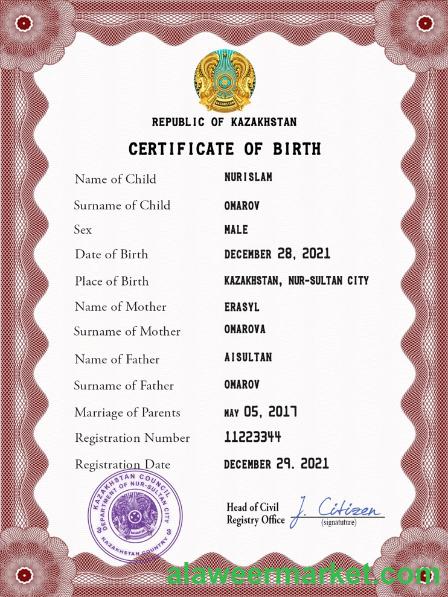 REPUBLIC OF KAZAKHSTAN
CERTIFICATE OF BIRTH
Name of Child NURISLAM
Surname of Child OMAROV
Sex MALE
Date of Birth DECEMBER 28, 2021
Place of Birth KAZAKHSTAN, NUR-SULTAN CITY
Name of Mother ERASYL
Surname of Mother OMAROVA
Name of Father AISULTAN
Surname of Father OMAROV
Marriage of Parents MAY 05, 2017
Registration Number 11223344
Registration Date DECEMBER 29. 2021
KAZAKHSTAN COUNCIL
DEPARTMENT OF NUR-SULTAN CITY
KAZAKHSTAN COUNTRY
Head of Civil
Registry Office
J. Citizen
(signature)
alaweermarket.com